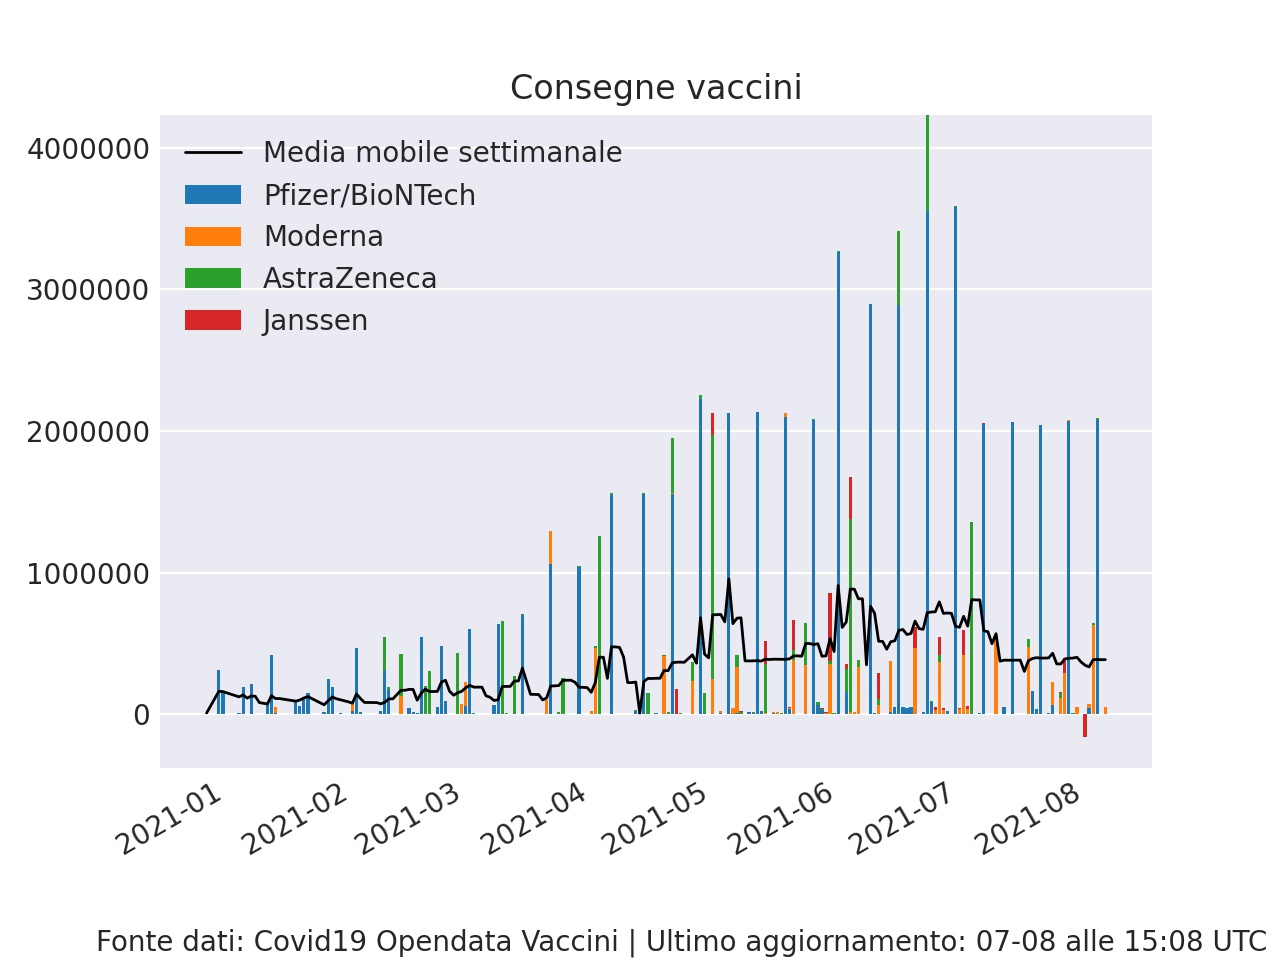 Consegne vaccini
4000000
3000000
2000000
1000000
0
Media mobile settimanale
Pfizer/BioNTech
Moderna
AstraZeneca
Janssen
2021-01
2021-02
2021-03
2021-04
2021-05
2021-06
2021-07
2021-08
Fonte dati: Covid19 Opendata Vaccini | Ultimo aggiornamento: 07-08 alle 15:08 UTC